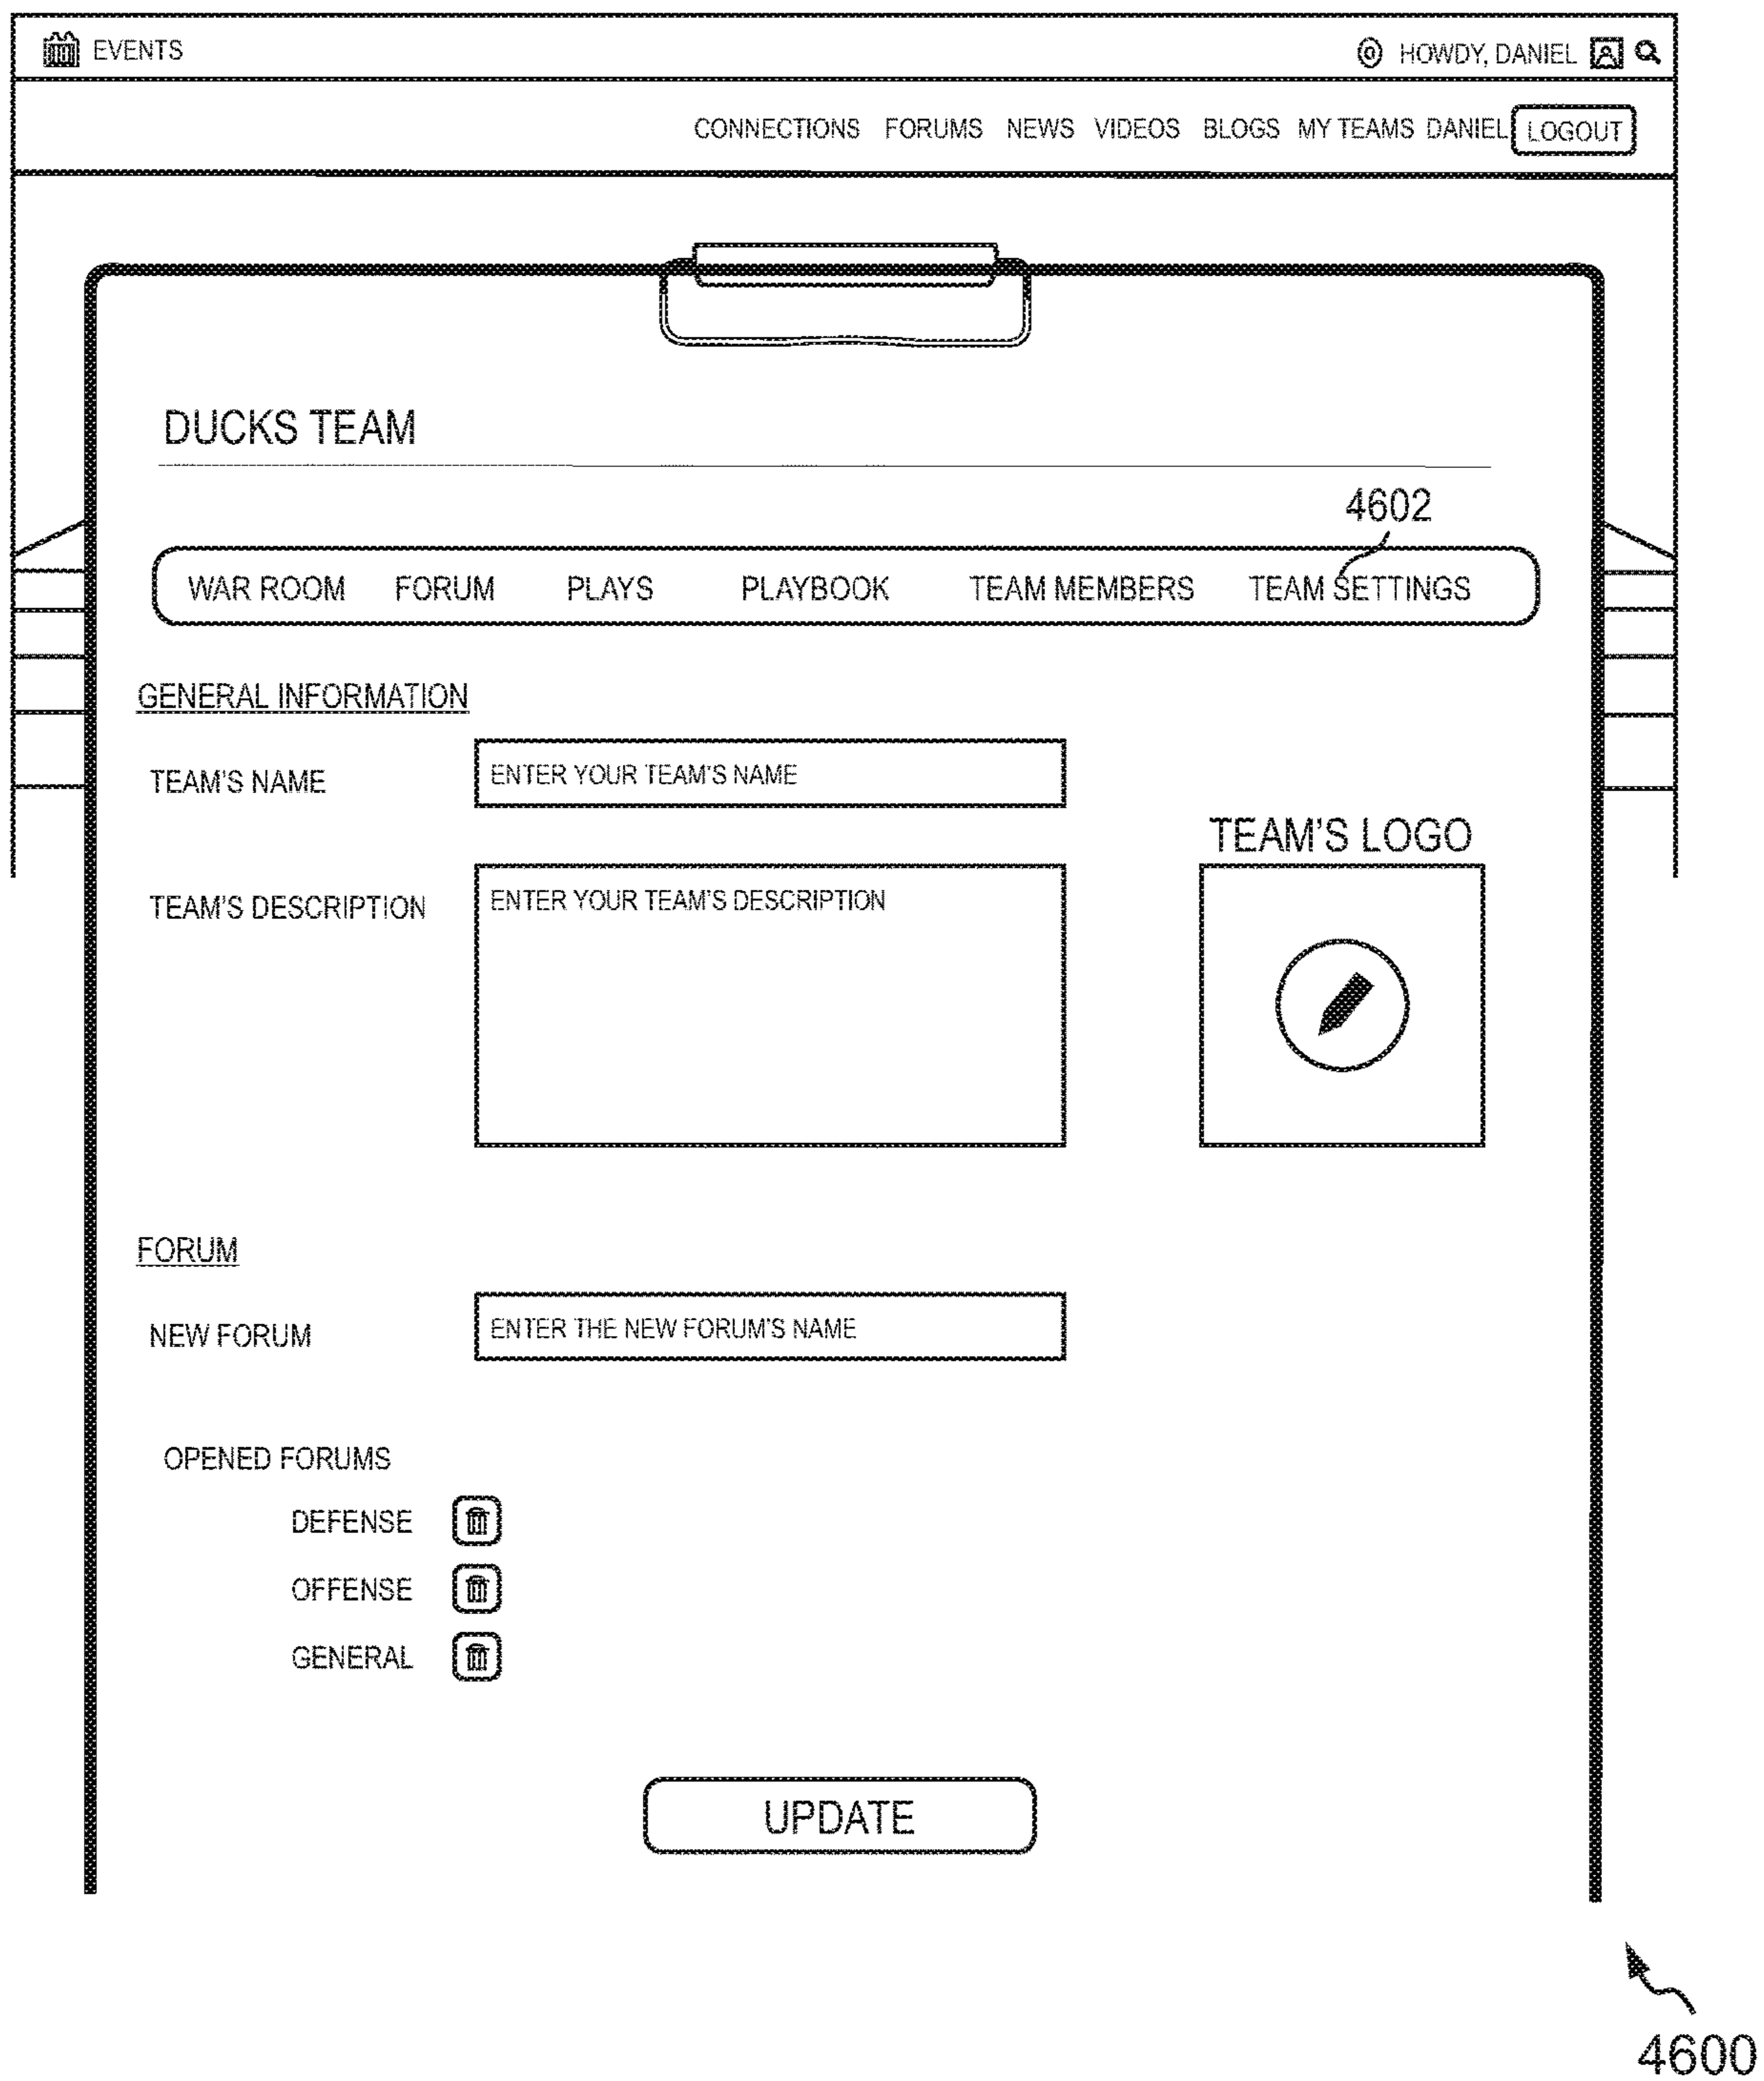 EVENTS HOWDY, DANIEL
CONNECTIONS FORUMS NEWS VIDEOS BLOGS MY TEAMS DANIEL LOGOUT
DUCKS TEAM
4602
WAR ROOM FORUM PLAYS PLAYBOOK TEAM MEMBERS TEAM SETTINGS
GENERAL INFORMATION
TEAM'S NAME ENTER YOUR TEAM'S NAME
TEAM'S LOGO
TEAM'S DESCRIPTION ENTER YOUR TEAM'S DESCRIPTION
FORUM
NEW FORUM ENTER THE NEW FORUM'S NAME
OPENED FORUMS
DEFENSE
OFFENSE
GENERAL
UPDATE
4600